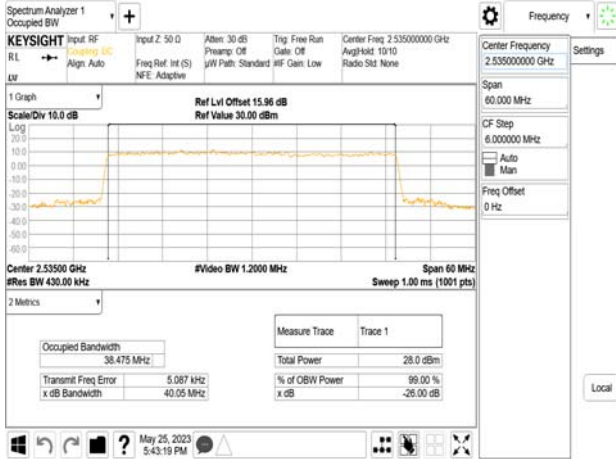 Spectrum Analyzer 1
Occupied BW
Frequency
KEYSIGHT
RL
Input: RF
Coupling: DC
Align: Auto
Input Z: 50 Ω
Freq Ref: Int (S)
NFE: Adaptive
Atten: 30 dB
Preamp: Off
µW Path: Standard
Trig: Free Run
Gate: Off
#IF Gain: Low
Center Freq: 2.535000000 GHz
Avg|Hold: 10/10
Radio Std: None
Center Frequency
2.535000000 GHz
Settings
Span
60.000 MHz
CF Step
6.000000 MHz
Auto
Man
Freq Offset
0 Hz
Local
1 Graph
Scale/Div 10.0 dB
Ref Lvl Offset 15.96 dB
Ref Value 30.00 dBm
Log
20.0
10.0
0.00
-10.0
-20.0
-30.0
-40.0
-50.0
-60.0
Center 2.53500 GHz
#Res BW 430.00 kHz
#Video BW 1.2000 MHz
Span 60 MHz
Sweep 1.00 ms (1001 pts)
2 Metrics
Measure Trace Trace 1
Occupied Bandwidth
38.475 MHz
Total Power 28.0 dBm
Transmit Freq Error 5.087 kHz
% of OBW Power 99.00 %
x dB Bandwidth 40.05 MHz
x dB -26.00 dB
May 25, 2023
5:43:19 PM